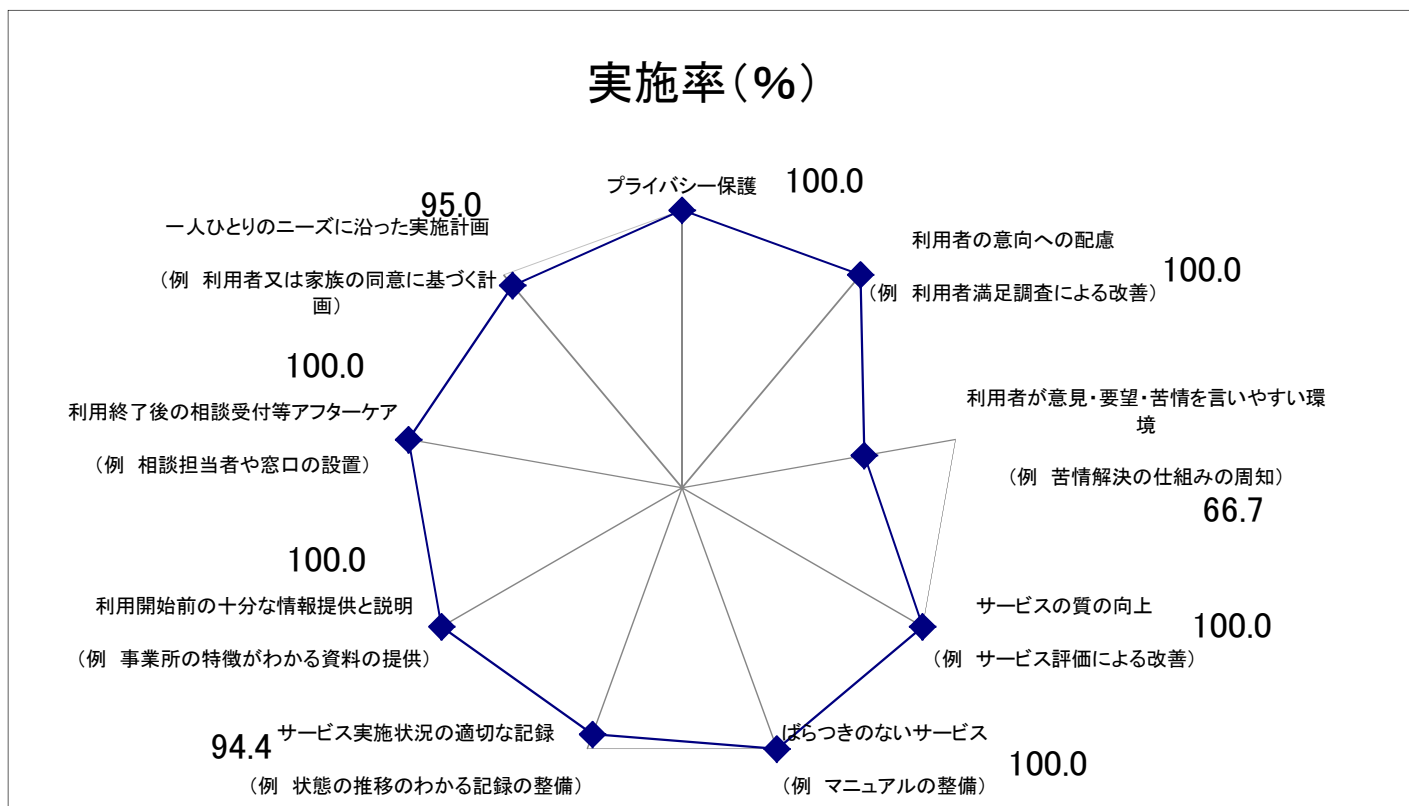 実施率(%)
プライバシー保護
100.0
利用者の意向への配慮
(例　利用者満足調査による改善)
100.0
利用者が意見・要望・苦情を言いやすい環
境
(例　苦情解決の仕組みの周知)
66.7
サービスの質の向上
(例　サービス評価による改善)
100.0
ばらつきのないサービス
(例　マニュアルの整備)
100.0
サービス実施状況の適切な記録
(例　状態の推移のわかる記録の整備)
94.4
利用開始前の十分な情報提供と説明
(例　事業所の特徴がわかる資料の提供)
100.0
利用終了後の相談受付等アフターケア
(例　相談担当者や窓口の設置)
100.0
一人ひとりのニーズに沿った実施計画
(例　利用者又は家族の同意に基づく計
画)
95.0